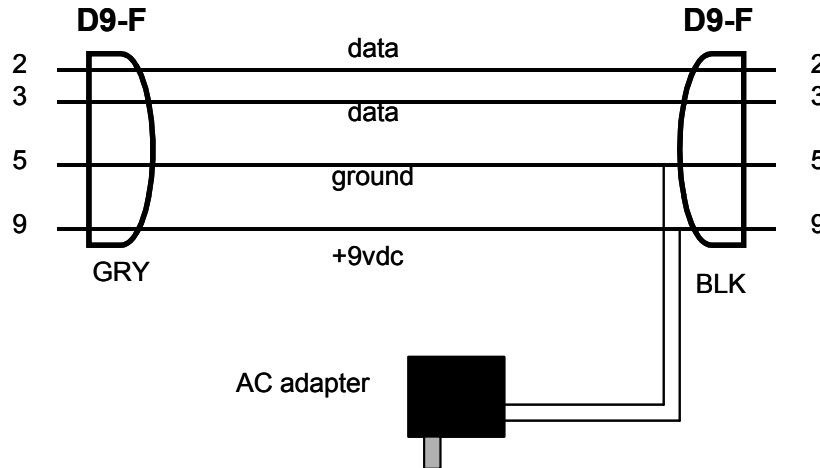 D9-F D9-F
2 data 2
3 data 3
5 ground 5
9 +9vdc 9
GRY BLK
AC adapter